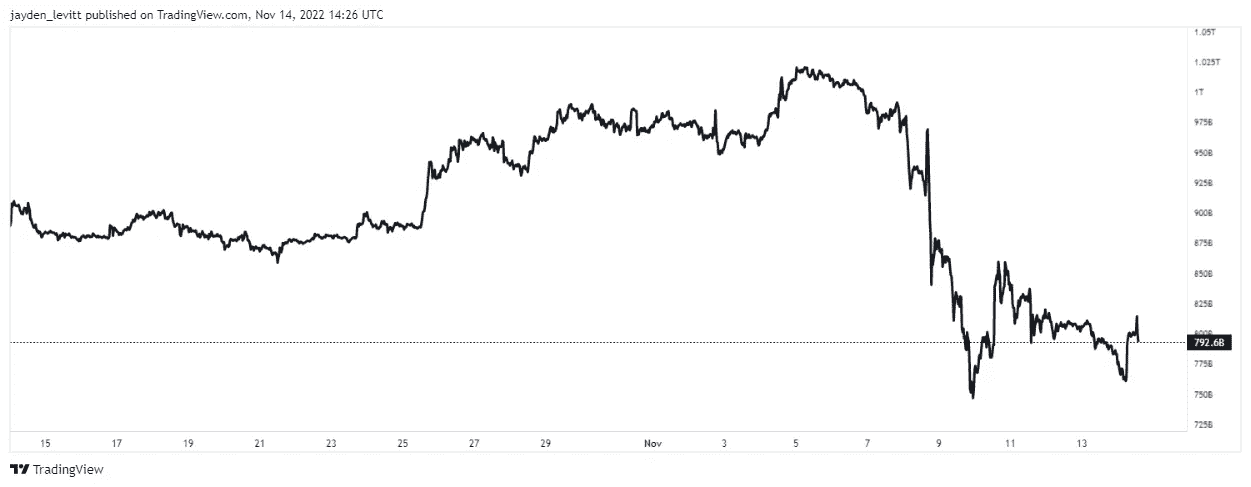 jayden_levitt published on TradingView.com, Nov 14, 2022 14:26 UTC
1.05T
1.025T
1T
975B
950B
925B
900B
875B
850B
825B
800B
792.6B
775B
750B
725B
15 17 19 21 23 25 27 29 Nov 3 5 7 9 11 13
TradingView